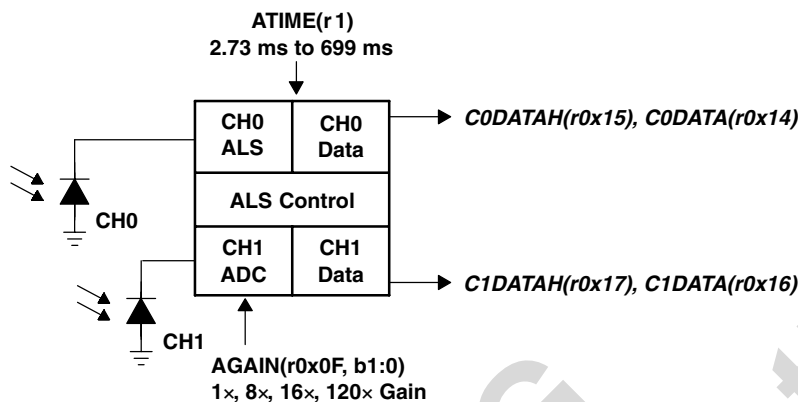 ATIME(r 1)
2.73 ms to 699 ms
CH0
ALS
CH0
Data
C0DATAH(r0x15), C0DATA(r0x14)
ALS Control
CH0
CH1
ADC
CH1
Data
C1DATAH(r0x17), C1DATA(r0x16)
CH1
AGAIN(r0x0F, b1:0)
1×, 8×, 16×, 120× Gain